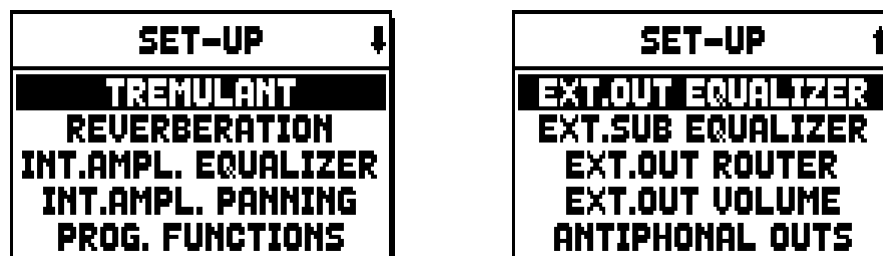 SET-UP
TREMULANT
REVERBERATION
INT.AMPL. EQUALIZER
INT.AMPL. PANNING
PROG. FUNCTIONS
SET-UP
EXT.OUT EQUALIZER
EXT.SUB EQUALIZER
EXT.OUT ROUTER
EXT.OUT VOLUME
ANTIPHONAL OUTS